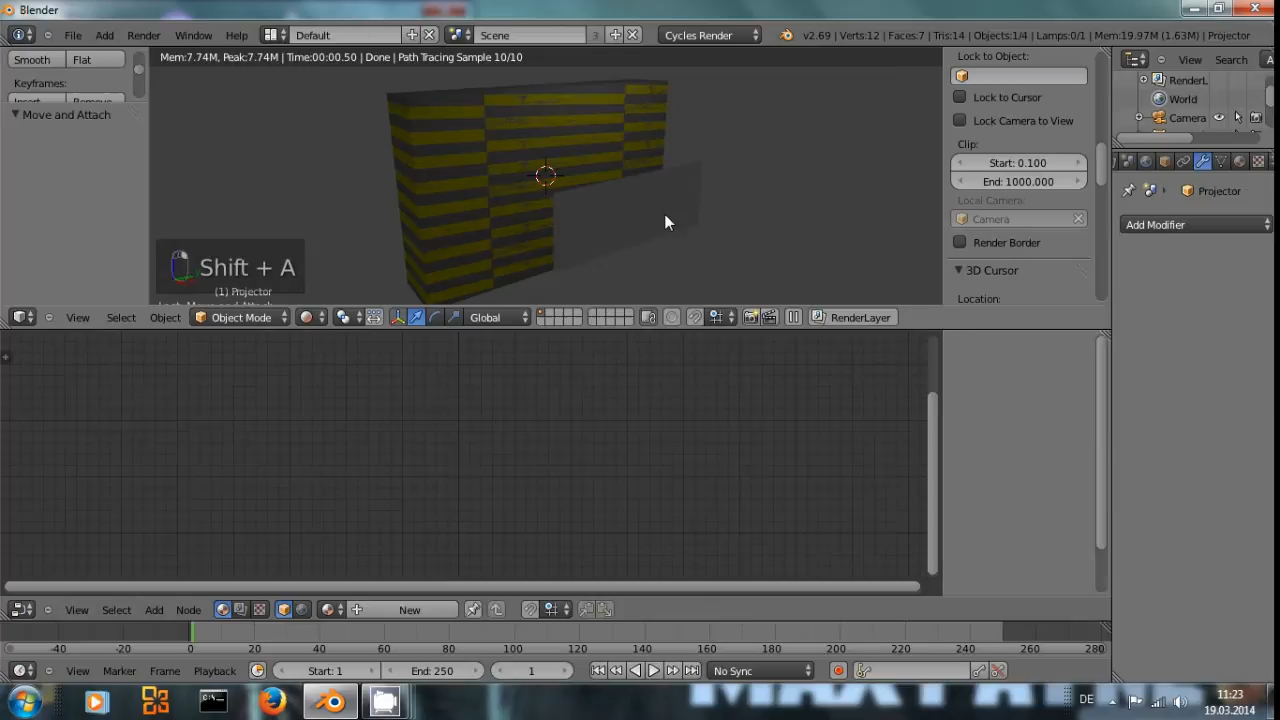 Blender
File Add Render Window Help Default Scene 3 Cycles Render v2.69 | Verts:12 | Faces:7 | Tris:14 | Objects:1/4 | Lamps:0/1 | Mem:19.97M (1.63M) | Projector
Smooth Flat
Keyframes:
Move and Attach
Mem:7.74M, Peak:7.74M | Time:00:00.50 | Done | Path Tracing Sample 10/10
Shift + A
(1) Projector
Lock to Object:
Lock to Cursor
Lock Camera to View
Clip:
Start: 0.100
End: 1000.000
Local Camera:
Camera
Render Border
3D Cursor
Location:
View Search
RenderL
World
Camera
Projector
Add Modifier
View Select Object Object Mode Global RenderLayer
View Select Add Node New
-40 -20 0 20 40 60 80 100 120 140 160 180 200 220 240 260 280
View Marker Frame Playback Start: 1 End: 250 1 No Sync
DE 11:23
19.03.2014